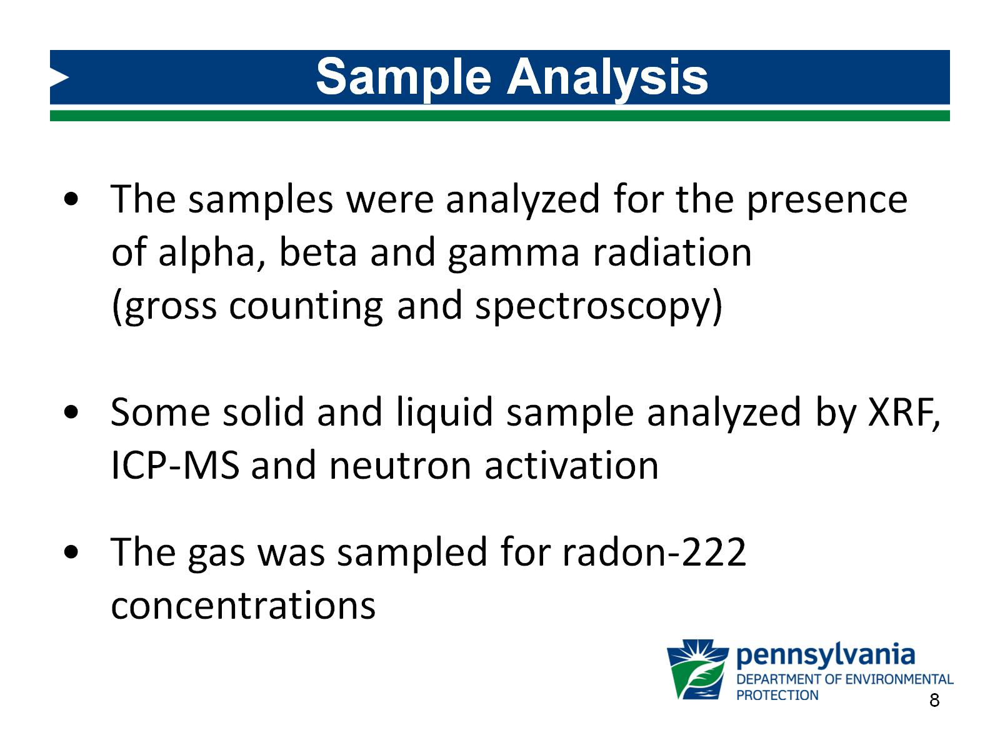 Sample Analysis
• The samples were analyzed for the presence
of alpha, beta and gamma radiation
(gross counting and spectroscopy)
• Some solid and liquid sample analyzed by XRF,
ICP-MS and neutron activation
• The gas was sampled for radon-222
concentrations
pennsylvania
DEPARTMENT OF ENVIRONMENTAL
PROTECTION
8